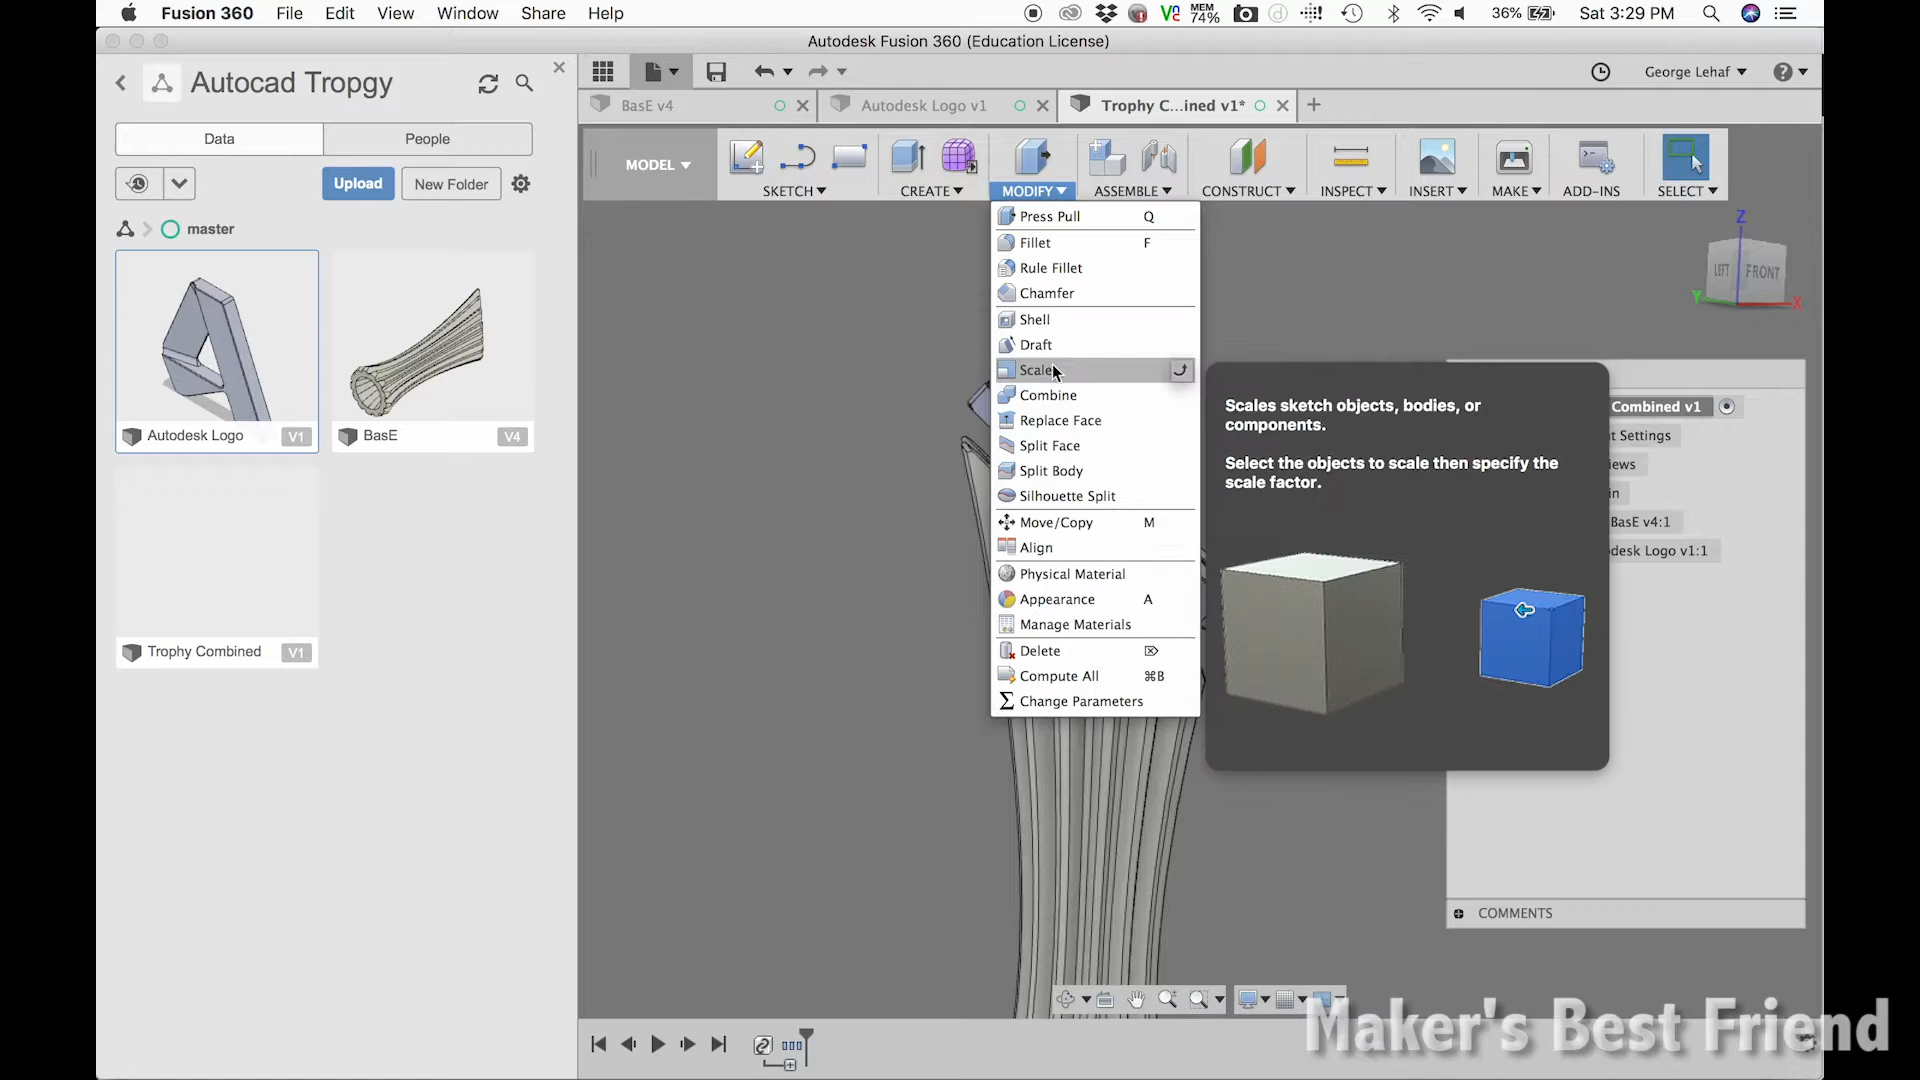 Fusion 360 File Edit View Window Share Help
MEM 74% 36% Sat 3:29 PM
Autodesk Fusion 360 (Education License)
Autocad Tropgy
George Lehaf
BasE v4 Autodesk Logo v1 Trophy C...ined v1*
Data People
MODEL
SKETCH CREATE MODIFY ASSEMBLE CONSTRUCT INSPECT INSERT MAKE ADD-INS SELECT
Upload New Folder
master
Autodesk Logo V1
BasE V4
Trophy Combined V1
Press Pull Q
Fillet F
Rule Fillet
Chamfer
Shell
Draft
Scale
Combine
Replace Face
Split Face
Split Body
Silhouette Split
Move/Copy M
Align
Physical Material
Appearance A
Manage Materials
Delete
Compute All ⌘B
Change Parameters
Scales sketch objects, bodies, or
components.
Select the objects to scale then specify the
scale factor.
Z
LEFT FRONT
Y X
Combined v1
t Settings
iews
in
BasE v4:1
desk Logo v1:1
COMMENTS
Maker's Best Friend